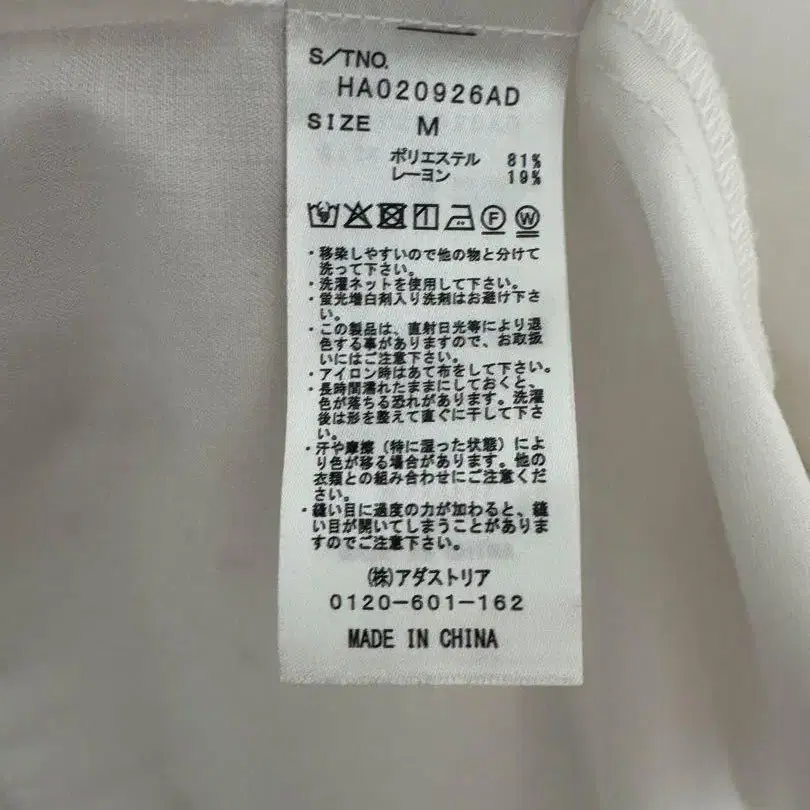 S/TNO.
HA020926AD
SIZE M
ポリエステル 81%
レーヨン 19%
F W
・移染しやすいので他の物と分けて
洗って下さい。
・洗濯ネットを使用して下さい。
・蛍光増白剤入り洗剤はお避け下さ
い。
・この製品は、直射日光等により退
色する事がありますので、お取扱
いにはご注意下さい。
・アイロン時はあて布をして下さい。
・長時間濡れたままにしておくと、
色が落ちる恐れがあります。洗濯
後は形を整えて直ぐに干して下さ
い。
・汗や摩擦（特に湿った状態）によ
り色が移る場合があります。他の
衣類との組み合わせにご注意くだ
さい。
・縫い目に過度の力が加わると、縫
い目が開いてしまうことがありま
すのでご注意下さい。
(株)アダストリア
0120-601-162
MADE IN CHINA